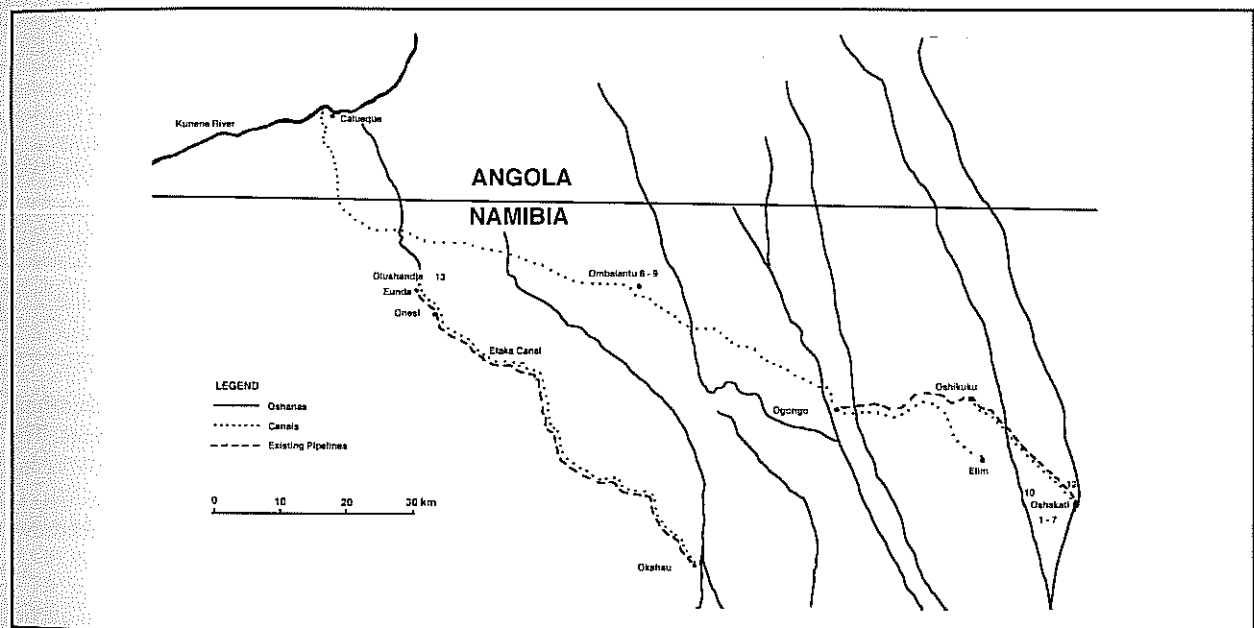 Kunene River
Calueque
ANGOLA
NAMIBIA
Olushandja 13
Eunda
Onesi
Ombalantu 8 - 9
Etaka Canal
Ogongo
Oshikuku
Elim
10
12
Oshakati
1 - 7
Okahau
LEGEND
Oshanas
Canals
Existing Pipelines
0 10 20 30 km